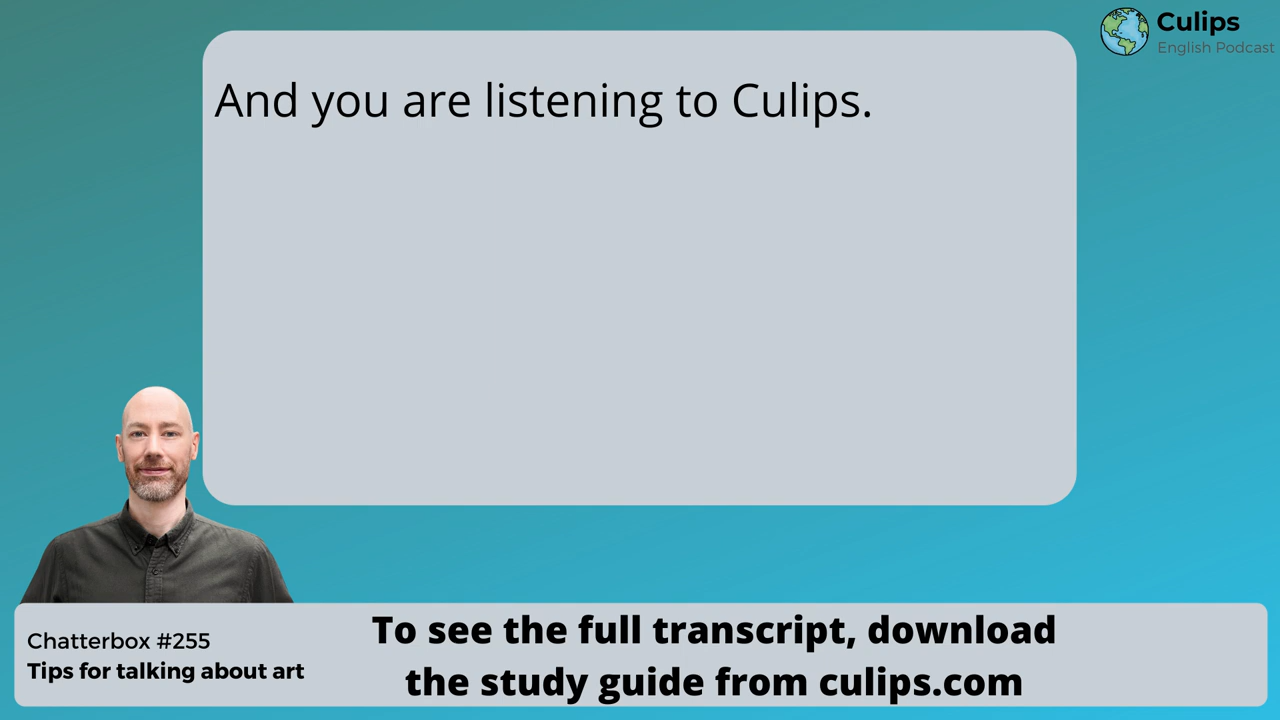 Culips
English Podcast
And you are listening to Culips.
Chatterbox #255
Tips for talking about art
To see the full transcript, download
the study guide from culips.com